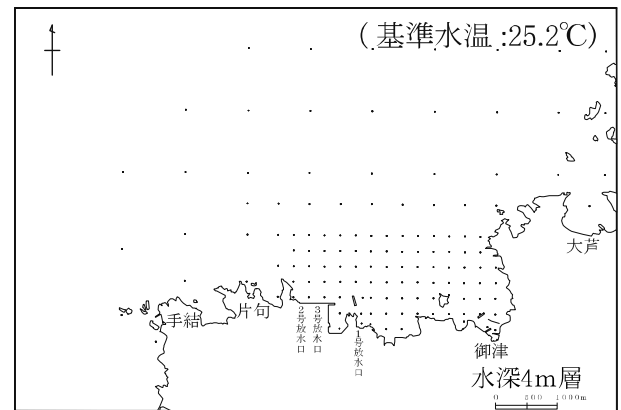 (基準水温:25.2℃)
大芦
手結
片句
2号放水口
3号放水口
1号放水口
御津
水深4m層
0 500 1000m